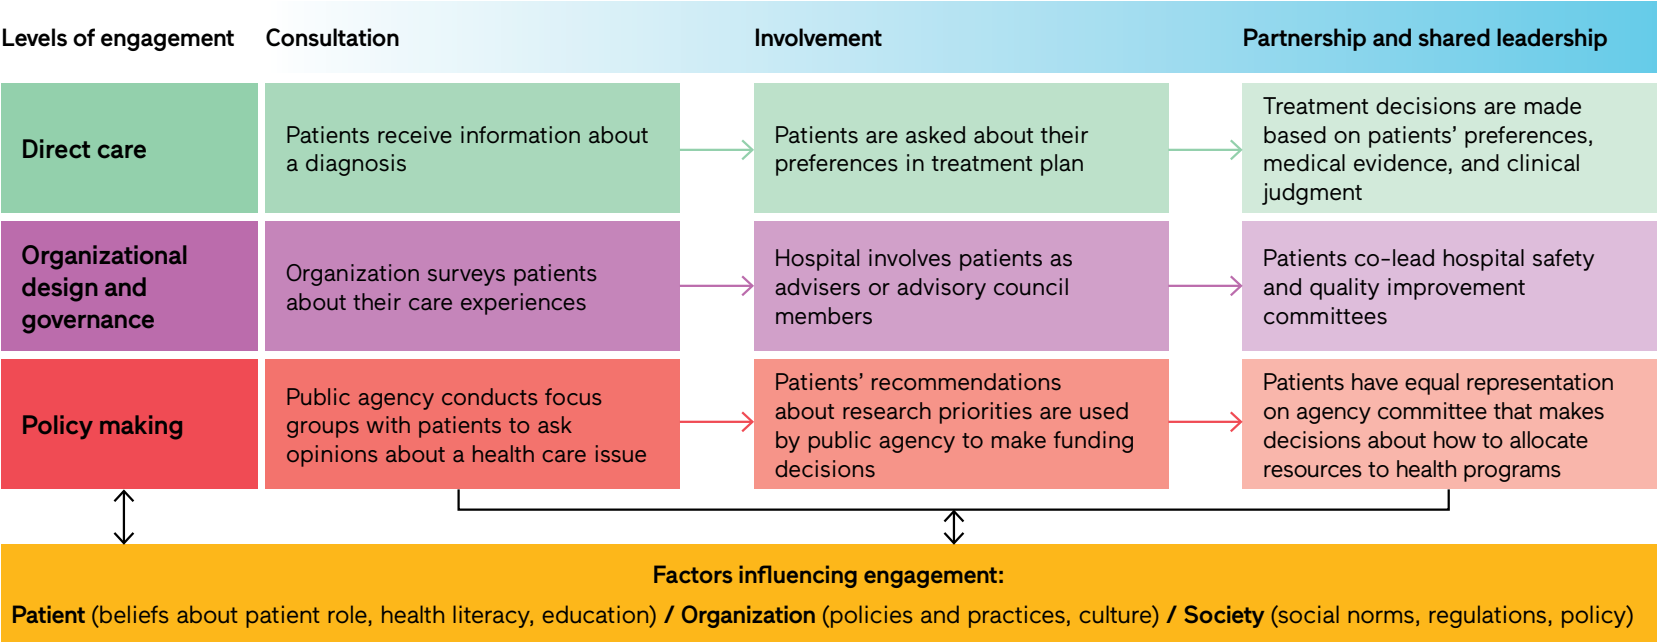 Levels of engagement
Consultation
Involvement
Partnership and shared leadership
Direct care
Patients receive information about
a diagnosis
Patients are asked about their
preferences in treatment plan
Treatment decisions are made
based on patients’ preferences,
medical evidence, and clinical
judgment
Organizational
design and
governance
Organization surveys patients
about their care experiences
Hospital involves patients as
advisers or advisory council
members
Patients co-lead hospital safety
and quality improvement
committees
Policy making
Public agency conducts focus
groups with patients to ask
opinions about a health care issue
Patients’ recommendations
about research priorities are used
by public agency to make funding
decisions
Patients have equal representation
on agency committee that makes
decisions about how to allocate
resources to health programs
Factors influencing engagement:
Patient (beliefs about patient role, health literacy, education) / Organization (policies and practices, culture) / Society (social norms, regulations, policy)